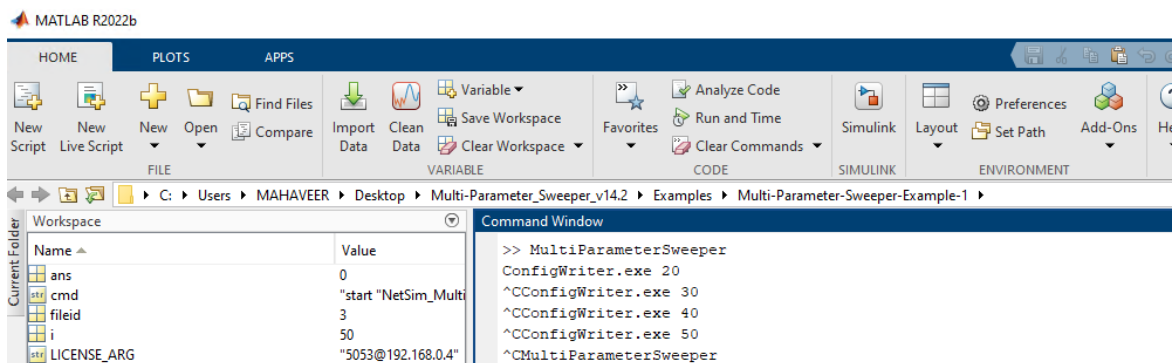 MATLAB R2022b
HOME PLOTS APPS
New Script
New Live Script
New
Open
Find Files
Compare
FILE
Import Data
Clean Data
Variable
Save Workspace
Clear Workspace
VARIABLE
Favorites
Analyze Code
Run and Time
Clear Commands
CODE
Simulink
SIMULINK
Layout
Preferences
Set Path
Add-Ons
ENVIRONMENT
C: Users MAHAVEER Desktop Multi-Parameter_Sweeper_v14.2 Examples Multi-Parameter-Sweeper-Example-1
Current Folder
Workspace
Name Value
ans 0
str cmd "start "NetSim_Multi
fileid 3
i 50
str LICENSE_ARG "5053@192.168.0.4"
Command Window
>> MultiParameterSweeper
ConfigWriter.exe 20
^CConfigWriter.exe 30
^CConfigWriter.exe 40
^CConfigWriter.exe 50
^CMultiParameterSweeper